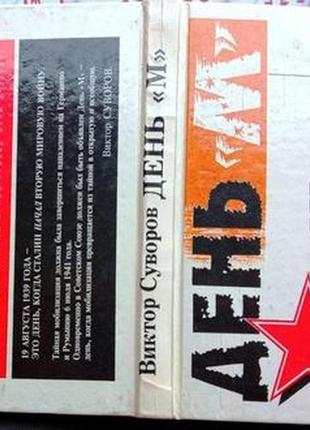 19 АВГУСТА 1939 ГОДА –
ЭТО ДЕНЬ, КОГДА СТАЛИН НАЧАЛ ВТОРУЮ МИРОВУЮ ВОЙНУ.
Тайная мобилизация должна была завершиться нападением на Германию
и Румынию 6 июля 1941 года.
Одновременно в Советском Союзе должен был быть объявлен День «М» –
день, когда мобилизация превращается из тайной в открытую и всеобщую.
Виктор СУВОРОВ
Виктор Суворов ДЕНЬ «М»
ДЕНЬ «М»